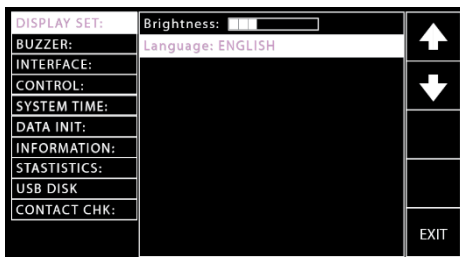 DISPLAY SET:
BUZZER:
INTERFACE:
CONTROL:
SYSTEM TIME:
DATA INIT:
INFORMATION:
STASTISTICS:
USB DISK
CONTACT CHK:
Brightness:
Language: ENGLISH
EXIT